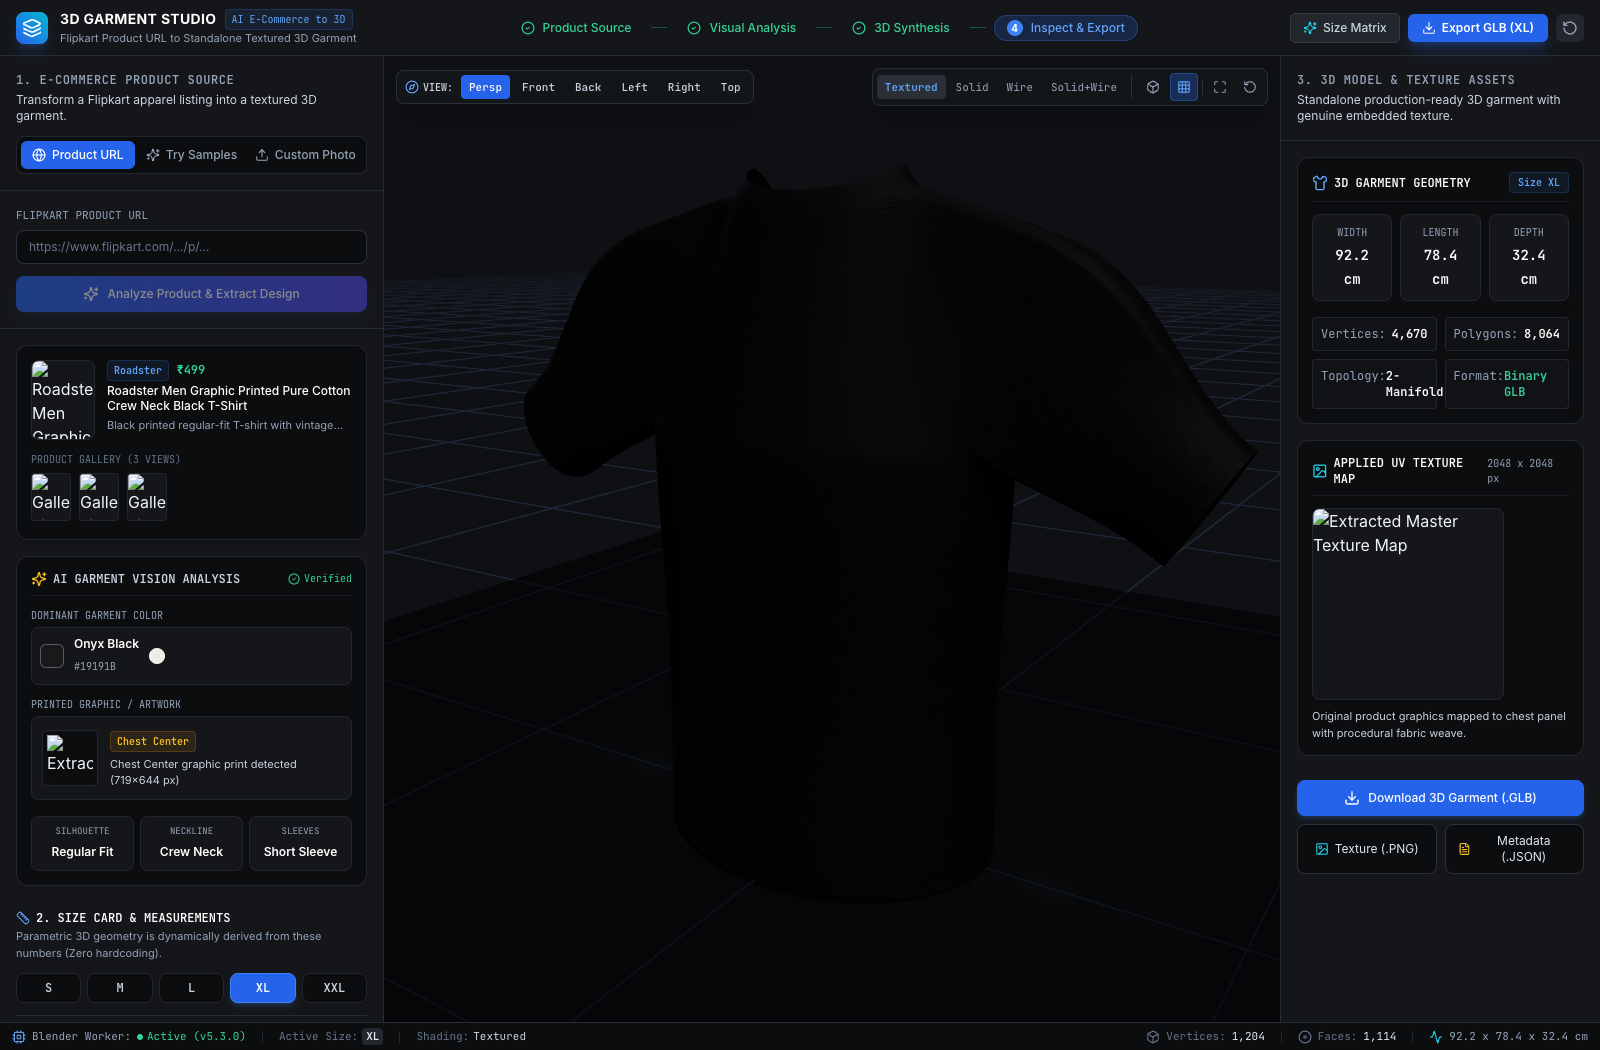 3D GARMENT STUDIO
AI E-Commerce to 3D
Flipkart Product URL to Standalone Textured 3D Garment
Product Source
Visual Analysis
3D Synthesis
4 Inspect & Export
Size Matrix
Export GLB (XL)
1. E-COMMERCE PRODUCT SOURCE
Transform a Flipkart apparel listing into a textured 3D
garment.
Product URL
Try Samples
Custom Photo
FLIPKART PRODUCT URL
https://www.flipkart.com/.../p/...
Analyze Product & Extract Design
Roadste
Men
Graphic
Roadster ₹499
Roadster Men Graphic Printed Pure Cotton
Crew Neck Black T-Shirt
Black printed regular-fit T-shirt with vintage...
PRODUCT GALLERY (3 VIEWS)
Galle
Galle
Galle
AI GARMENT VISION ANALYSIS
Verified
DOMINANT GARMENT COLOR
Onyx Black
#19191B
PRINTED GRAPHIC / ARTWORK
Extrac
Chest Center
Chest Center graphic print detected
(719×644 px)
SILHOUETTE
Regular Fit
NECKLINE
Crew Neck
SLEEVES
Short Sleeve
2. SIZE CARD & MEASUREMENTS
Parametric 3D geometry is dynamically derived from these
numbers (Zero hardcoding).
S
M
L
XL
XXL
VIEW:
Persp
Front
Back
Left
Right
Top
Textured
Solid
Wire
Solid+Wire
3. 3D MODEL & TEXTURE ASSETS
Standalone production-ready 3D garment with
genuine embedded texture.
3D GARMENT GEOMETRY
Size XL
WIDTH
92.2
cm
LENGTH
78.4
cm
DEPTH
32.4
cm
Vertices: 4,670
Polygons: 8,064
Topology: 2-
Manifold
Format: Binary
GLB
APPLIED UV TEXTURE
MAP
2048 x 2048
px
Extracted Master
Texture Map
Original product graphics mapped to chest panel
with procedural fabric weave.
Download 3D Garment (.GLB)
Texture (.PNG)
Metadata
(.JSON)
Blender Worker: Active (v5.3.0)
Active Size: XL
Shading: Textured
Vertices: 1,204
Faces: 1,114
92.2 x 78.4 x 32.4 cm